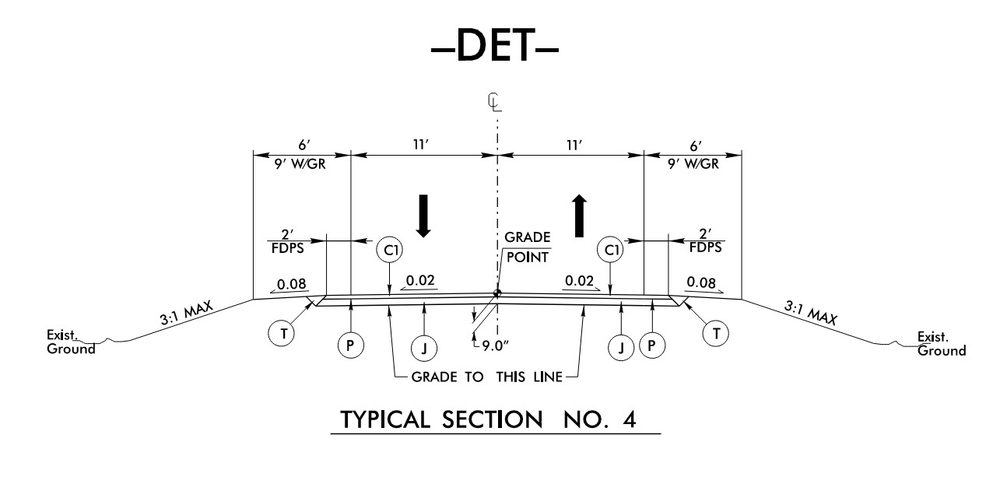 –DET–
CL
6’ 11’ 11’ 6’
9’ W/GR 9’ W/GR
2’ 2’
FDPS FDPS
GRADE
POINT
C1 C1
0.08 0.02 0.02 0.08
3:1 MAX 3:1 MAX
Exist.
Ground
T P J 9.0” J P T
Exist.
Ground
GRADE TO THIS LINE
TYPICAL SECTION NO. 4